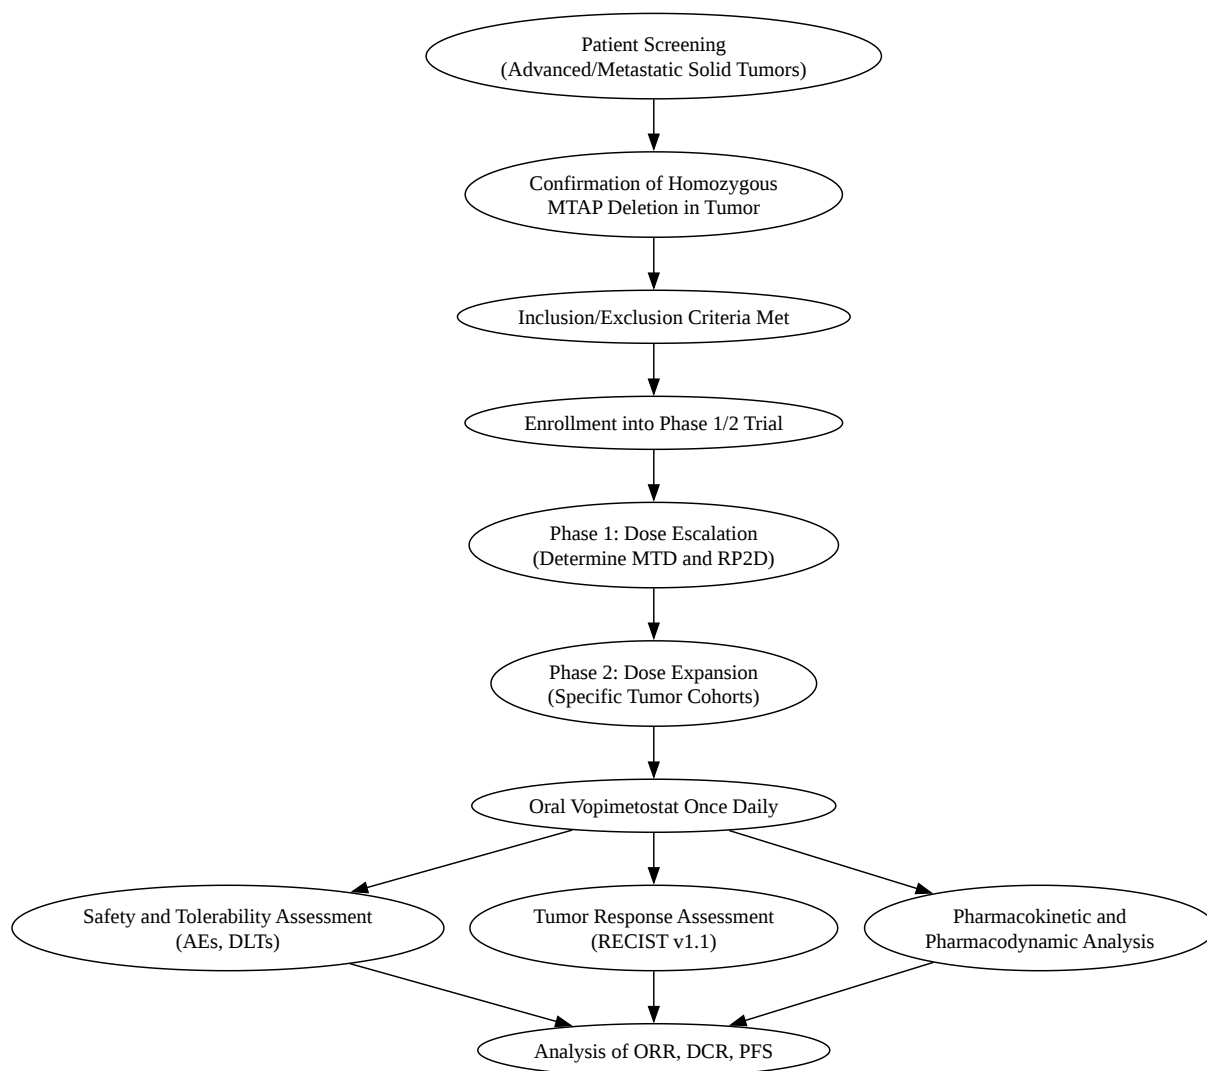 Patient Screening
(Advanced/Metastatic Solid Tumors)
Confirmation of Homozygous
MTAP Deletion in Tumor
Inclusion/Exclusion Criteria Met
Enrollment into Phase 1/2 Trial
Phase 1: Dose Escalation
(Determine MTD and RP2D)
Phase 2: Dose Expansion
(Specific Tumor Cohorts)
Oral Vopimetostat Once Daily
Safety and Tolerability Assessment
(AEs, DLTs)
Tumor Response Assessment
(RECIST v1.1)
Pharmacokinetic and
Pharmacodynamic Analysis
Analysis of ORR, DCR, PFS